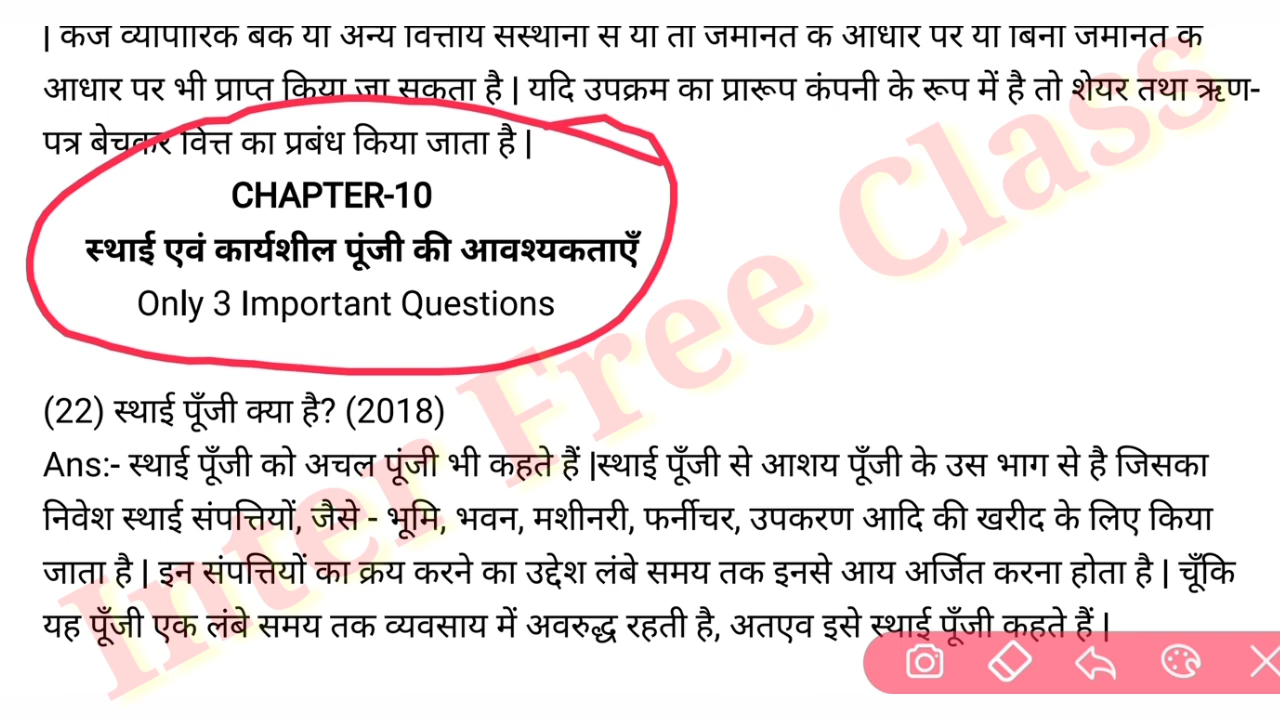 | कर्ज व्यापारिक बैंक या अन्य वित्तीय संस्थानों से या तो जमानत के आधार पर या बिना जमानत के
आधार पर भी प्राप्त किया जा सकता है | यदि उपक्रम का प्रारूप कंपनी के रूप में है तो शेयर तथा ऋण-
पत्र बेचकर वित्त का प्रबंध किया जाता है |
CHAPTER-10
स्थाई एवं कार्यशील पूंजी की आवश्यकताएँ
Only 3 Important Questions
(22) स्थाई पूँजी क्या है? (2018)
Ans:- स्थाई पूँजी को अचल पूंजी भी कहते हैं |स्थाई पूँजी से आशय पूँजी के उस भाग से है जिसका
निवेश स्थाई संपत्तियों, जैसे - भूमि, भवन, मशीनरी, फर्नीचर, उपकरण आदि की खरीद के लिए किया
जाता है | इन संपत्तियों का क्रय करने का उद्देश लंबे समय तक इनसे आय अर्जित करना होता है | चूँकि
यह पूँजी एक लंबे समय तक व्यवसाय में अवरुद्ध रहती है, अतएव इसे स्थाई पूँजी कहते हैं |
Inter Free Class